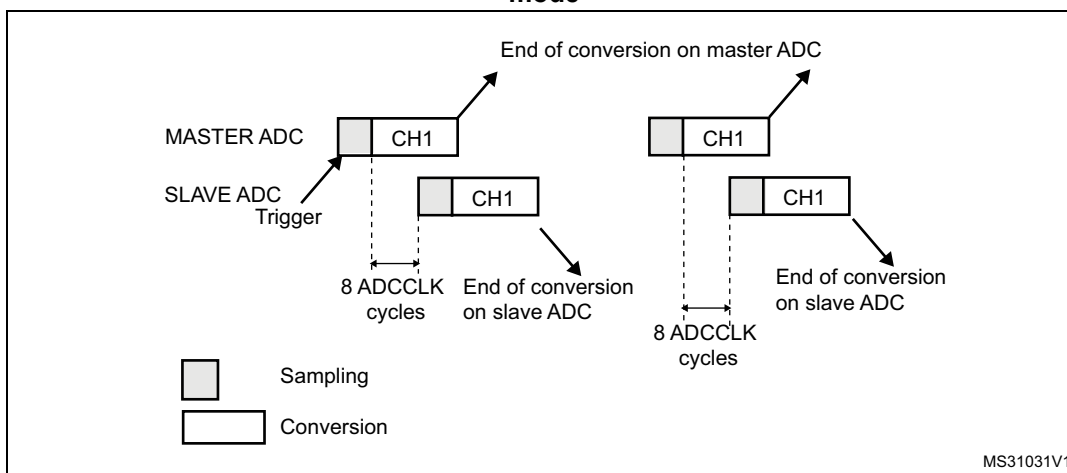 End of conversion on master ADC
MASTER ADC
CH1
CH1
SLAVE ADC
Trigger
CH1
CH1
8 ADCCLK
cycles
End of conversion
on slave ADC
8 ADCCLK
cycles
End of conversion
on slave ADC
Sampling
Conversion
MS31031V1